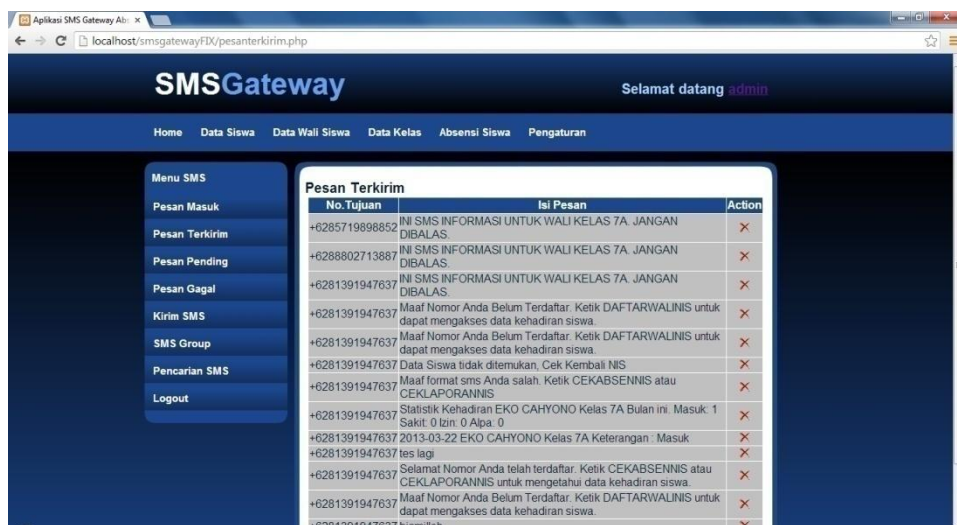 Aplikasi SMS Gateway Ab
localhost/smsgatewayFIX/pesanterkirim.php
SMSGateway
Selamat datang admin
Home Data Siswa Data Wali Siswa Data Kelas Absensi Siswa Pengaturan
Menu SMS
Pesan Masuk
Pesan Terkirim
Pesan Pending
Pesan Gagal
Kirim SMS
SMS Group
Pencarian SMS
Logout
Pesan Terkirim
No.Tujuan Isi Pesan Action
+6285719898852 INI SMS INFORMASI UNTUK WALI KELAS 7A. JANGAN
DIBALAS.
+6288802713887 INI SMS INFORMASI UNTUK WALI KELAS 7A. JANGAN
DIBALAS.
+6281391947637 INI SMS INFORMASI UNTUK WALI KELAS 7A. JANGAN
DIBALAS.
+6281391947637 Maaf Nomor Anda Belum Terdaftar. Ketik DAFTARWALINIS untuk
dapat mengakses data kehadiran siswa.
+6281391947637 Maaf Nomor Anda Belum Terdaftar. Ketik DAFTARWALINIS untuk
dapat mengakses data kehadiran siswa.
+6281391947637 Data Siswa tidak ditemukan, Cek Kembali NIS
+6281391947637 Maaf format sms Anda salah. Ketik CEKABSENNIS atau
CEKLAPORANNIS
+6281391947637 Statistik Kehadiran EKO CAHYONO Kelas 7A Bulan ini. Masuk: 1
Sakit: 0 Izin: 0 Alpa: 0
+6281391947637 2013-03-22 EKO CAHYONO Kelas 7A Keterangan : Masuk
+6281391947637 tes lagi
+6281391947637 Selamat Nomor Anda telah terdaftar. Ketik CEKABSENNIS atau
CEKLAPORANNIS untuk mengetahui data kehadiran siswa.
+6281391947637 Maaf Nomor Anda Belum Terdaftar. Ketik DAFTARWALINIS untuk
dapat mengakses data kehadiran siswa.
+6281391947637